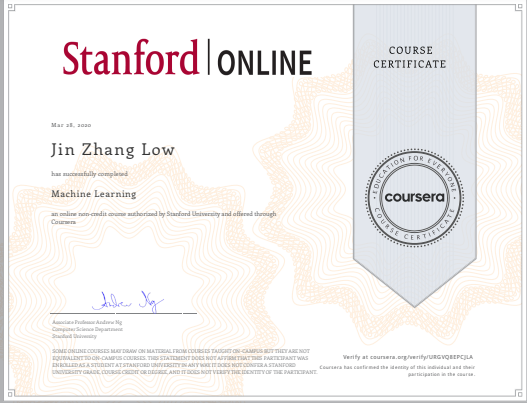 Stanford | ONLINE
COURSE
CERTIFICATE
Mar 28, 2020
Jin Zhang Low
has successfully completed
Machine Learning
an online non-credit course authorized by Stanford University and offered through
Coursera
EDUCATION FOR EVERYONE
coursera
COURSE CERTIFICATE
Andrew Ng
Associate Professor Andrew Ng
Computer Science Department
Stanford University
SOME ONLINE COURSES MAY DRAW ON MATERIAL FROM COURSES TAUGHT ON-CAMPUS BUT THEY ARE NOT
EQUIVALENT TO ON-CAMPUS COURSES. THIS STATEMENT DOES NOT AFFIRM THAT THIS PARTICIPANT WAS
ENROLLED AS A STUDENT AT STANFORD UNIVERSITY IN ANY WAY. IT DOES NOT CONFER A STANFORD
UNIVERSITY GRADE, COURSE CREDIT OR DEGREE, AND IT DOES NOT VERIFY THE IDENTITY OF THE PARTICIPANT.
Verify at coursera.org/verify/URGVQBEPCJLA
Coursera has confirmed the identity of this individual and their
participation in the course.